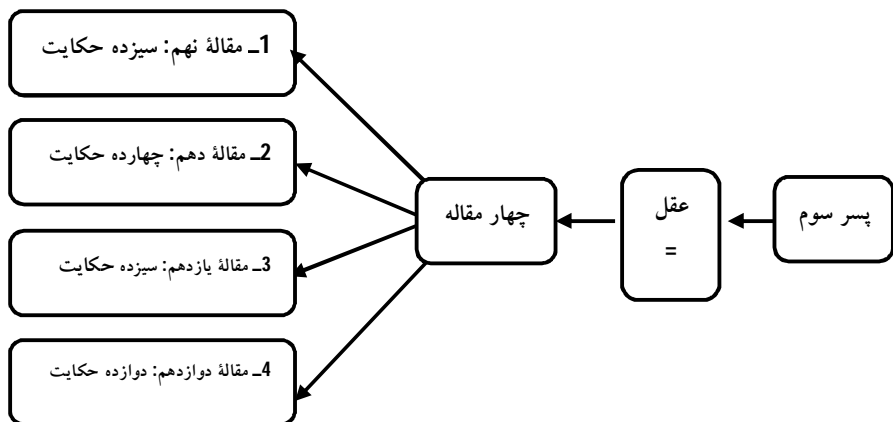 پسر سوم
عقل
=
چهار مقاله
1ـ مقالهٔ نهم: سیزده حکایت
2ـ مقالهٔ دهم: چهارده حکایت
3ـ مقالهٔ یازدهم: سیزده حکایت
4ـ مقالهٔ دوازدهم: دوازده حکایت